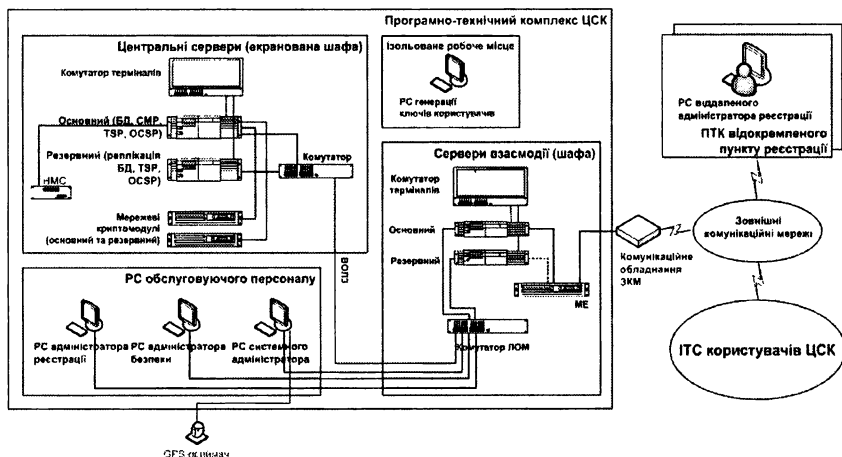 Програмно-технічний комплекс ЦСК
Центральні сервери (екранована шафа)
Комутатор терміналів
Основний (БД, СМР,
TSP, OCSP)
Резервний (реплікація
БД, TSP,
OCSP)
НМС
Комутатор
Мережеві
криптомодулі
(основний та резервний)
Ізольоване робоче місце
РС генерації
ключів користувачів
Сервери взаємодії (шафа)
Комутатор
терміналів
Основний
Резервний
МЕ
Комутатор ЛОМ
ВОЛЗ
РС обслуговуючого персоналу
РС адміністратора
реєстрації
РС адміністратора
безпеки
РС системного
адміністратора
GPS-приймач
Комунікаційне
обладнання
ЗКМ
РС віддаленого
адміністратора реєстрації
ПТК відокремленого
пункту реєстрації
Зовнішні
комунікаційні мережі
ІТС користувачів ЦСК